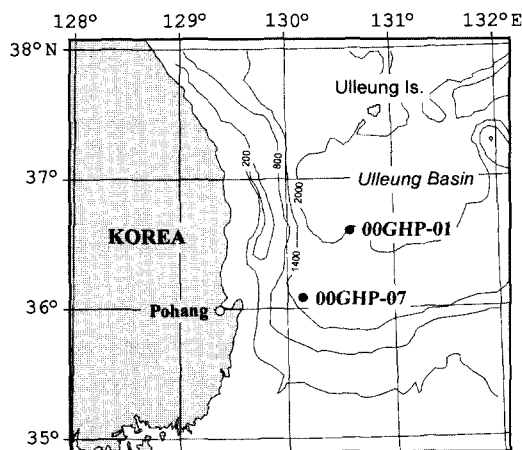 128° 129° 130° 131° 132°
38°N
Ulleung Is.
200
800
2000
37°
Ulleung Basin
KOREA
00GHP-01
1400
00GHP-07
36°
Pohang
35°